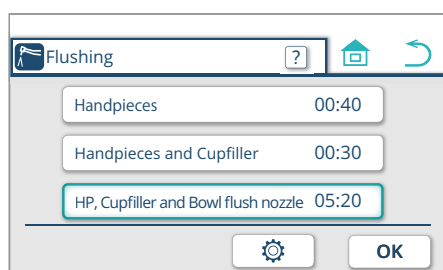 Flushing ?
Handpieces 00:40
Handpieces and Cupfiller 00:30
HP, Cupfiller and Bowl flush nozzle 05:20
OK